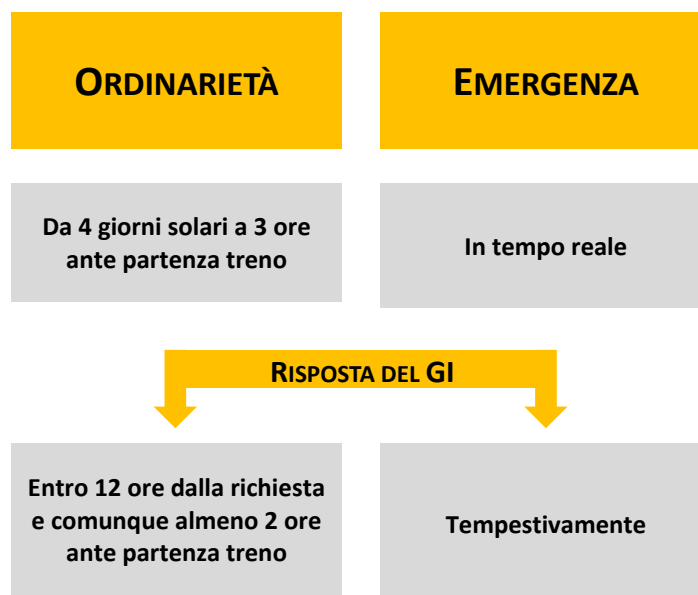 ORDINARIETÀ
EMERGENZA
Da 4 giorni solari a 3 ore
ante partenza treno
In tempo reale
RISPOSTA DEL GI
Entro 12 ore dalla richiesta
e comunque almeno 2 ore
ante partenza treno
Tempestivamente